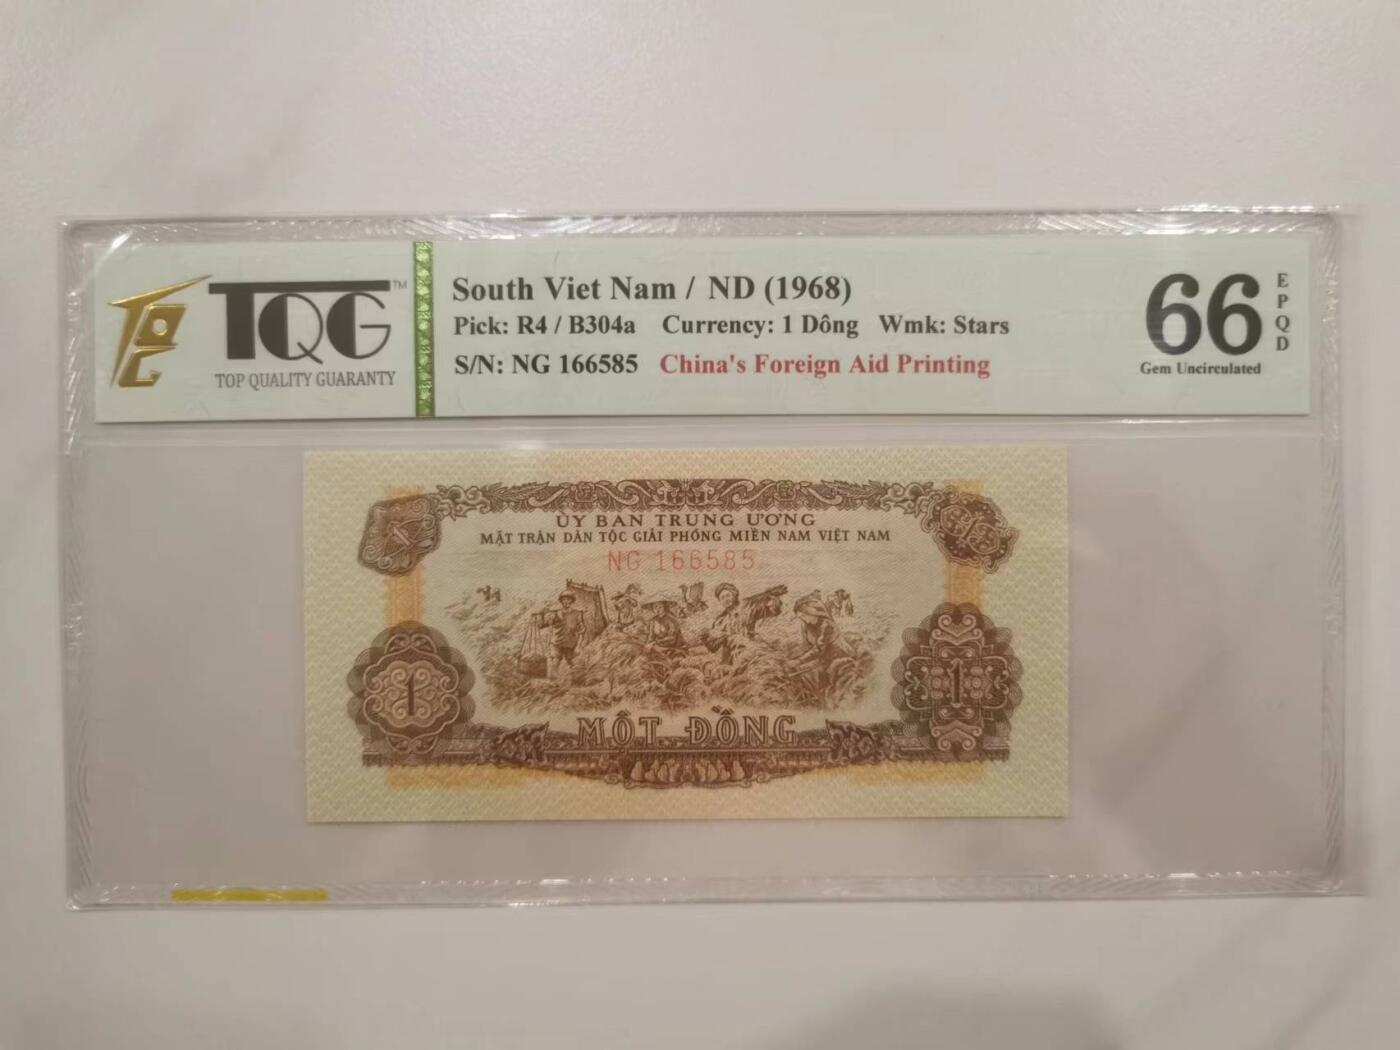 TQG™
TOP QUALITY GUARANTY
South Viet Nam / ND (1968)
Pick: R4 / B304a Currency: 1 Dông Wmk: Stars
S/N: NG 166585 China's Foreign Aid Printing
66
EPQD
Gem Uncirculated
ỦY BAN TRUNG ƯƠNG
MẶT TRẬN DÂN TỘC GIẢI PHÓNG MIỀN NAM VIỆT NAM
NG 166585
1
1
1
MỘT ĐỒNG